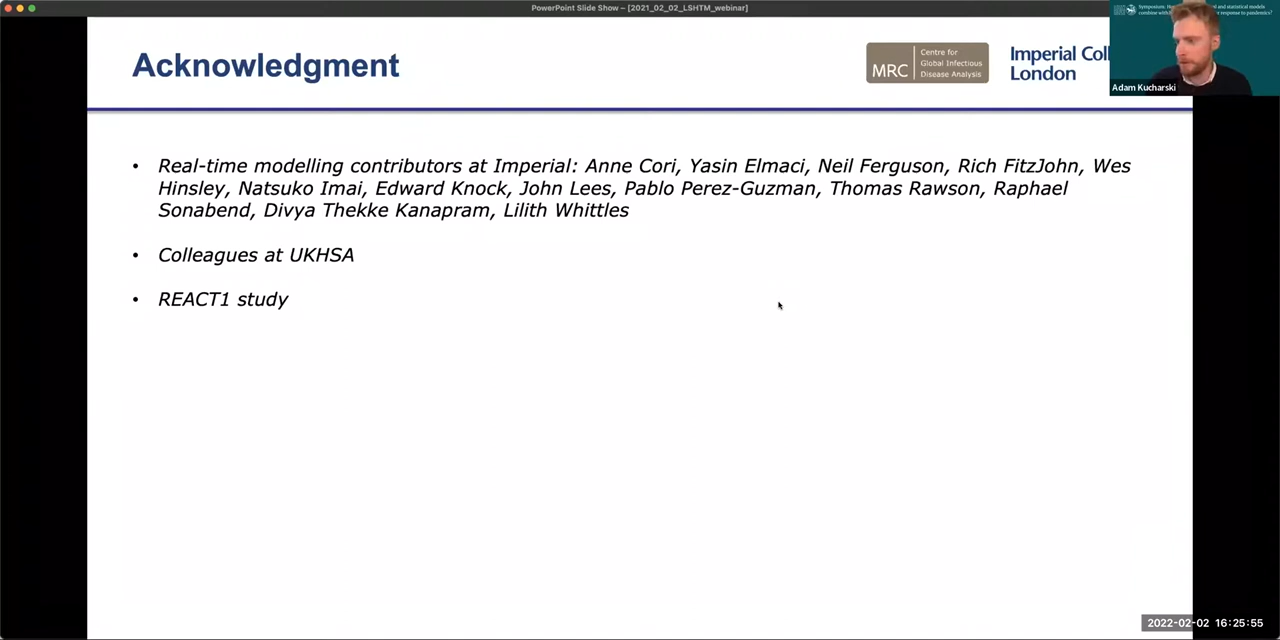 PowerPoint Slide Show – [2021_02_02_LSHTM_webinar]
Acknowledgment
MRC
Centre for
Global Infectious
Disease Analysis
Imperial Coll
London
Adam Kucharski
• Real-time modelling contributors at Imperial: Anne Cori, Yasin Elmaci, Neil Ferguson, Rich FitzJohn, Wes
Hinsley, Natsuko Imai, Edward Knock, John Lees, Pablo Perez-Guzman, Thomas Rawson, Raphael
Sonabend, Divya Thekke Kanapram, Lilith Whittles
• Colleagues at UKHSA
• REACT1 study
2022-02-02 16:25:55